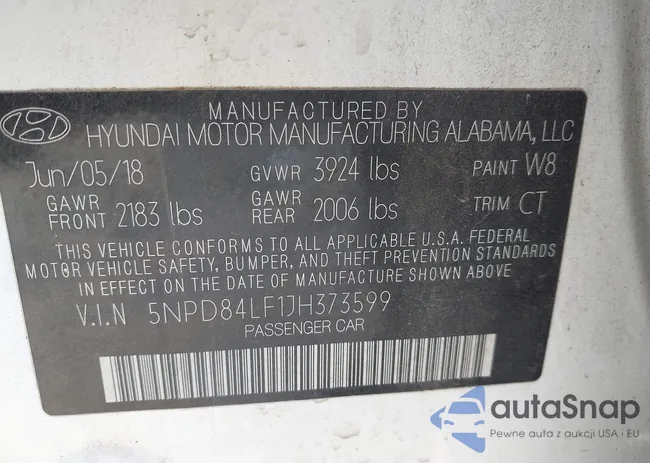 MANUFACTURED BY
HYUNDAI MOTOR MANUFACTURING ALABAMA, LLC
Jun/05/18 GVWR 3924 lbs PAINT W8
GAWR FRONT 2183 lbs GAWR REAR 2006 lbs TRIM CT
THIS VEHICLE CONFORMS TO ALL APPLICABLE U.S.A. FEDERAL
MOTOR VEHICLE SAFETY, BUMPER, AND THEFT PREVENTION STANDARDS
IN EFFECT ON THE DATE OF MANUFACTURE SHOWN ABOVE
V.I.N 5NPD84LF1JH373599
PASSENGER CAR
autaSnap
Pewne auta z aukcji USA i EU